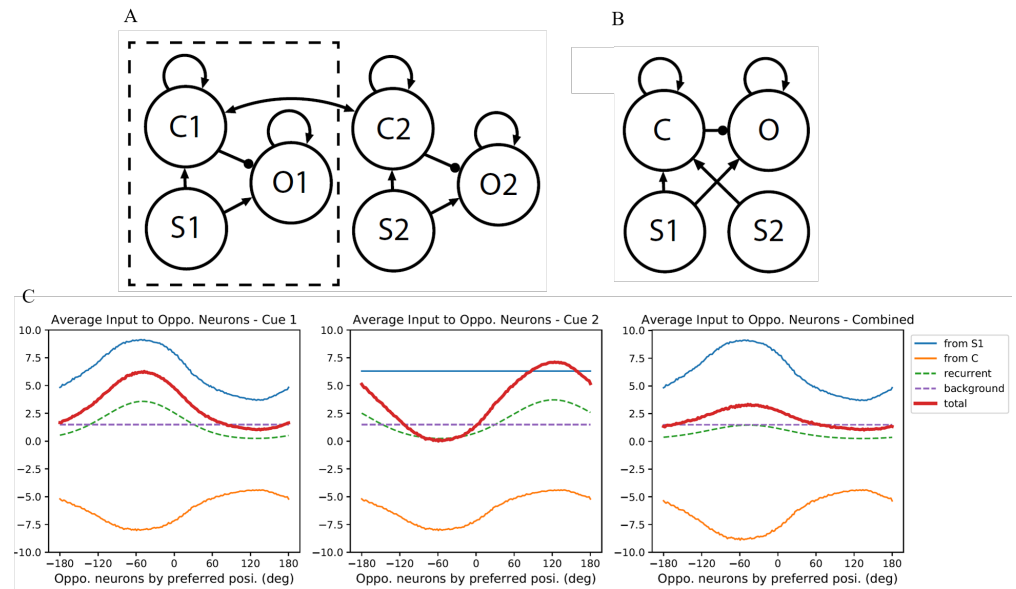 A
B
C1
C2
O1
O2
S1
S2
C
O
S1
S2
C
Average Input to Oppo. Neurons - Cue 1
Average Input to Oppo. Neurons - Cue 2
Average Input to Oppo. Neurons - Combined
10.0
7.5
5.0
2.5
0.0
−2.5
−5.0
−7.5
−10.0
−180 −120 −60 0 60 120 180
Oppo. neurons by preferred posi. (deg)
10.0
7.5
5.0
2.5
0.0
−2.5
−5.0
−7.5
−10.0
−180 −120 −60 0 60 120 180
Oppo. neurons by preferred posi. (deg)
10.0
7.5
5.0
2.5
0.0
−2.5
−5.0
−7.5
−10.0
−180 −120 −60 0 60 120 180
Oppo. neurons by preferred posi. (deg)
from S1
from C
recurrent
background
total